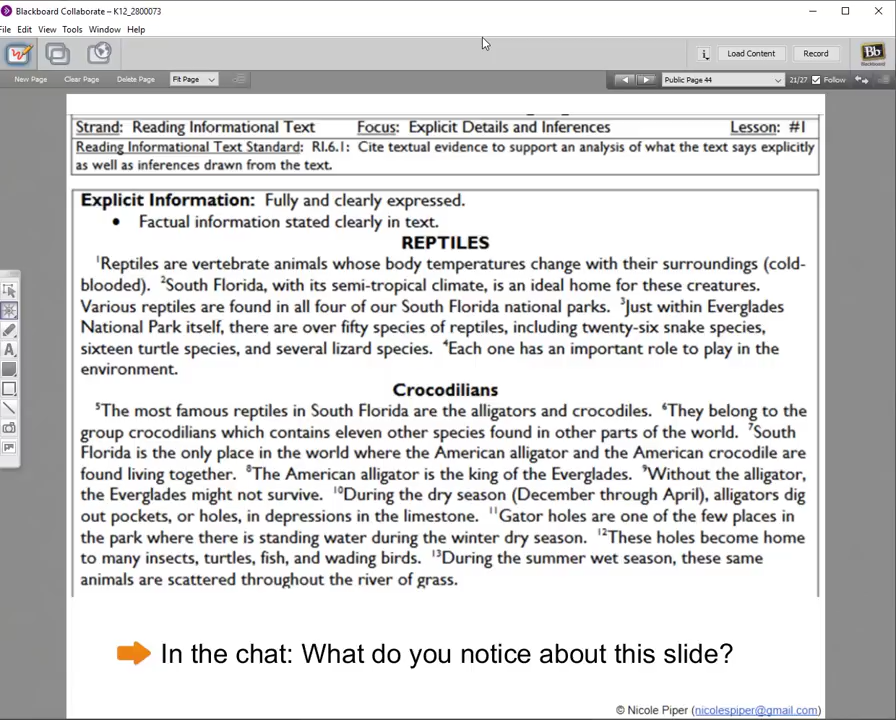 Blackboard Collaborate – K12_2800073
File Edit View Tools Window Help
Load Content Record Bb
Blackboard
New Page Clear Page Delete Page Fit Page Public Page 44 21/27 Follow
Strand: Reading Informational Text Focus: Explicit Details and Inferences Lesson: #1
Reading Informational Text Standard: RI.6.1: Cite textual evidence to support an analysis of what the text says explicitly
as well as inferences drawn from the text.
Explicit Information: Fully and clearly expressed.
• Factual information stated clearly in text.
REPTILES
¹Reptiles are vertebrate animals whose body temperatures change with their surroundings (cold-
blooded). ²South Florida, with its semi-tropical climate, is an ideal home for these creatures.
Various reptiles are found in all four of our South Florida national parks. ³Just within Everglades
National Park itself, there are over fifty species of reptiles, including twenty-six snake species,
sixteen turtle species, and several lizard species. ⁴Each one has an important role to play in the
environment.
Crocodilians
⁵The most famous reptiles in South Florida are the alligators and crocodiles. ⁶They belong to the
group crocodilians which contains eleven other species found in other parts of the world. ⁷South
Florida is the only place in the world where the American alligator and the American crocodile are
found living together. ⁸The American alligator is the king of the Everglades. ⁹Without the alligator,
the Everglades might not survive. ¹⁰During the dry season (December through April), alligators dig
out pockets, or holes, in depressions in the limestone. ¹¹Gator holes are one of the few places in
the park where there is standing water during the winter dry season. ¹²These holes become home
to many insects, turtles, fish, and wading birds. ¹³During the summer wet season, these same
animals are scattered throughout the river of grass.
In the chat: What do you notice about this slide?
© Nicole Piper (nicolespiper@gmail.com)